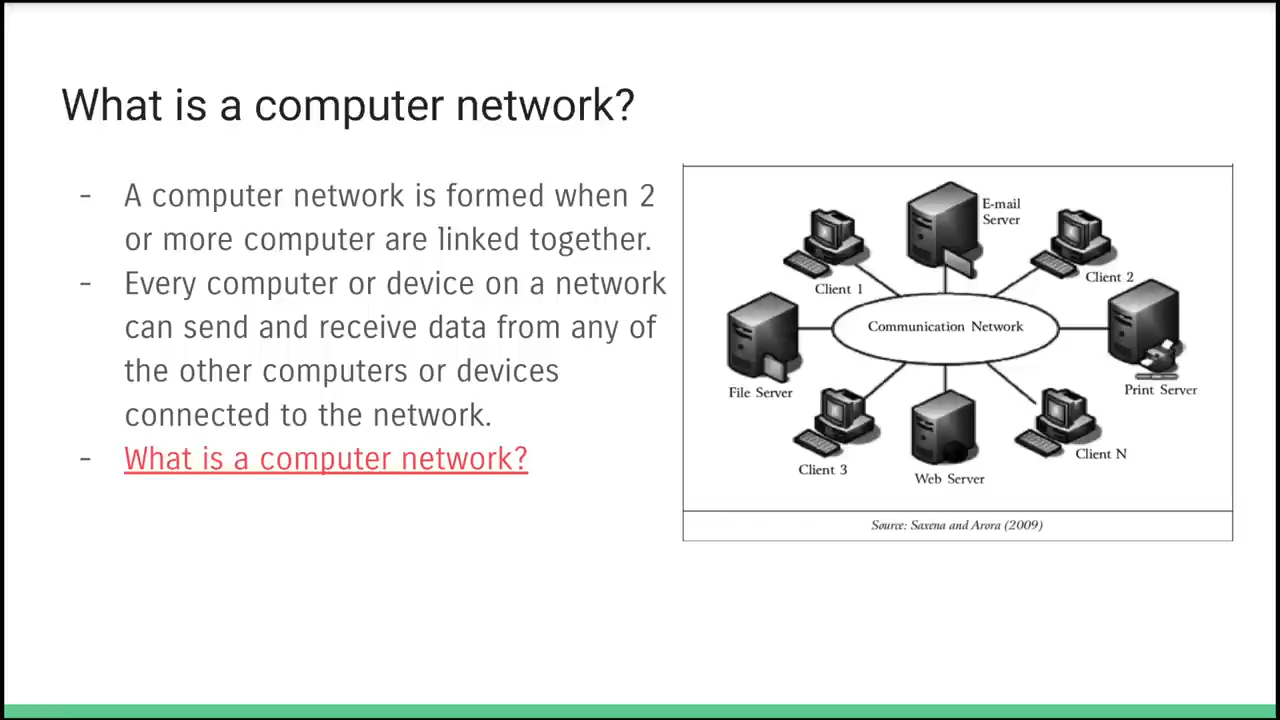 What is a computer network?
- A computer network is formed when 2
or more computer are linked together.
- Every computer or device on a network
can send and receive data from any of
the other computers or devices
connected to the network.
- What is a computer network?
E-mail
Server
Client 1
Client 2
Communication Network
File Server
Print Server
Client 3
Web Server
Client N
Source: Saxena and Arora (2009)